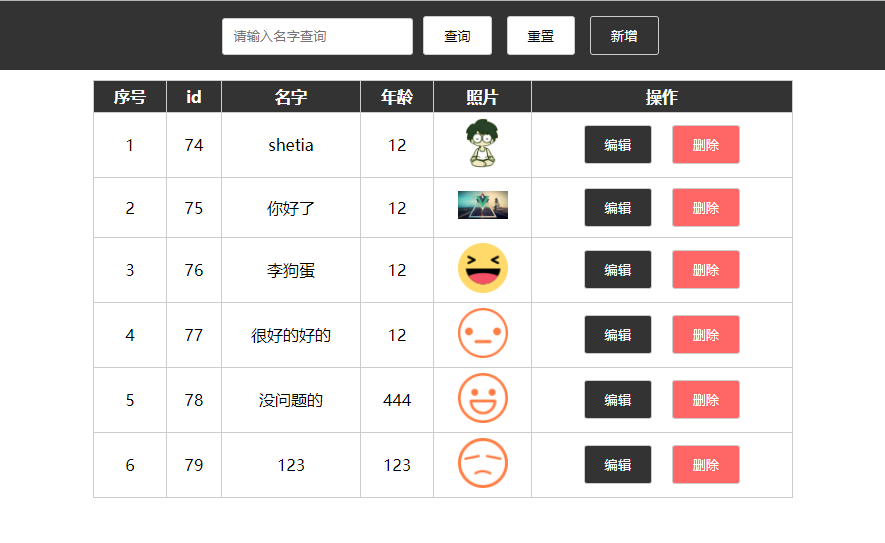 请输入名字查询 查询 重置 新增
序号 id 名字 年龄 照片 操作
1 74 shetia 12 编辑 删除
2 75 你好了 12 编辑 删除
3 76 李狗蛋 12 编辑 删除
4 77 很好的好的 12 编辑 删除
5 78 没问题的 444 编辑 删除
6 79 123 123 编辑 删除